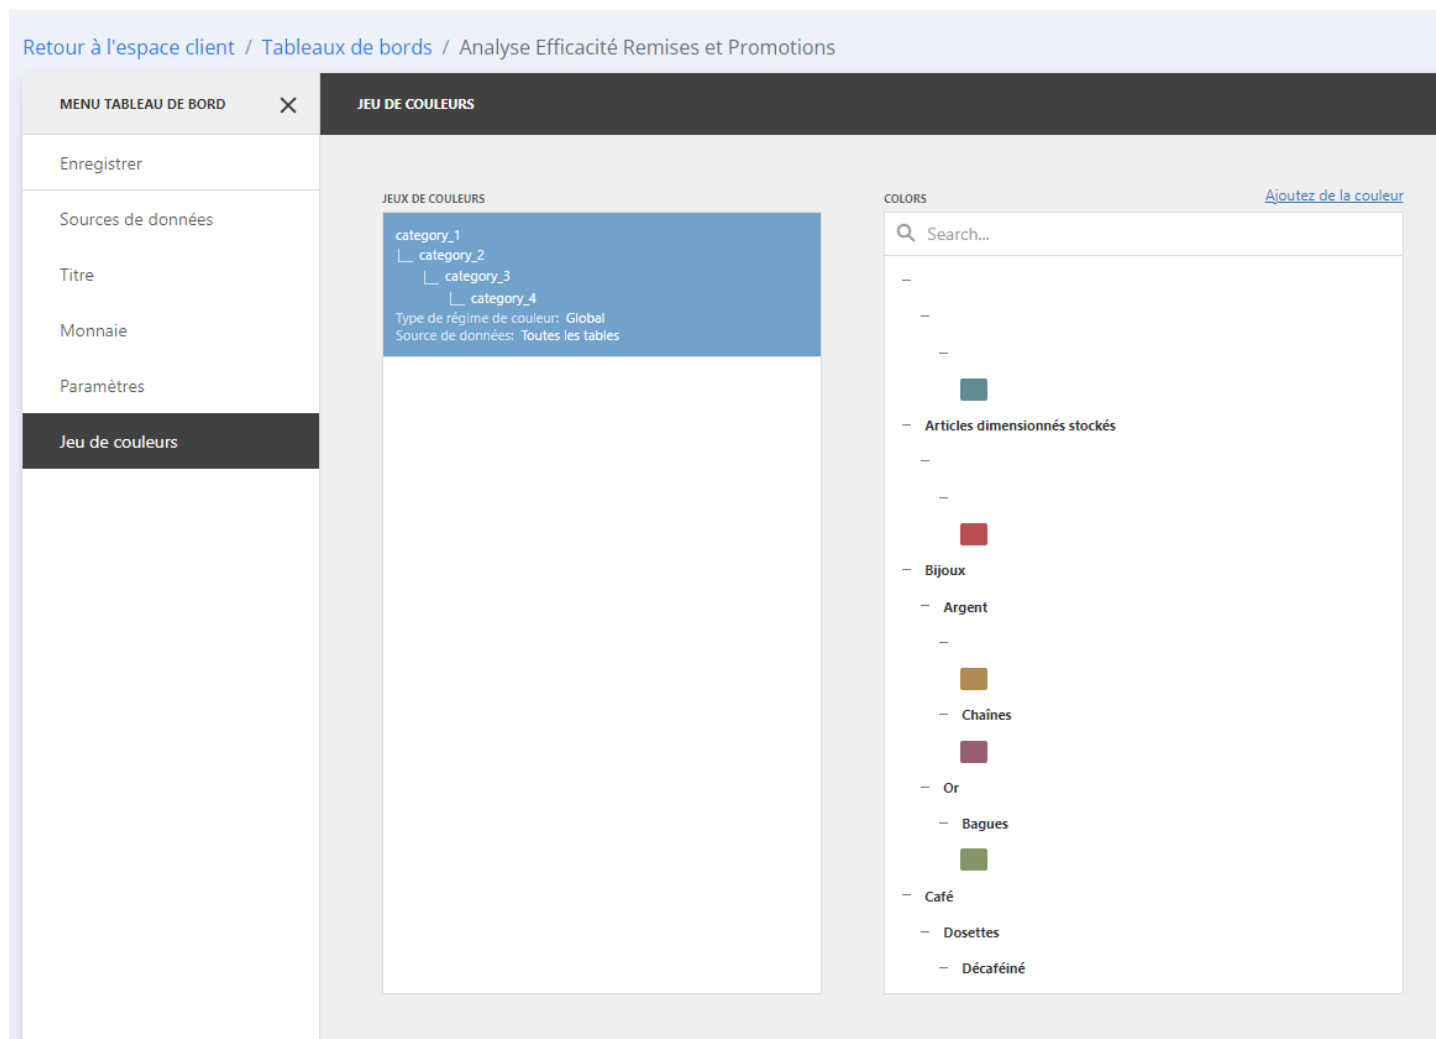 Retour à l'espace client / Tableaux de bords / Analyse Efficacité Remises et Promotions
MENU TABLEAU DE BORD
Enregistrer
Sources de données
Titre
Monnaie
Paramètres
Jeu de couleurs
JEU DE COULEURS
JEUX DE COULEURS
category_1
category_2
category_3
category_4
Type de régime de couleur: Global
Source de données: Toutes les tables
COLORS
Ajoutez de la couleur
Search...
Articles dimensionnés stockés
Bijoux
Argent
Chaînes
Or
Bagues
Café
Dosettes
Décaféiné